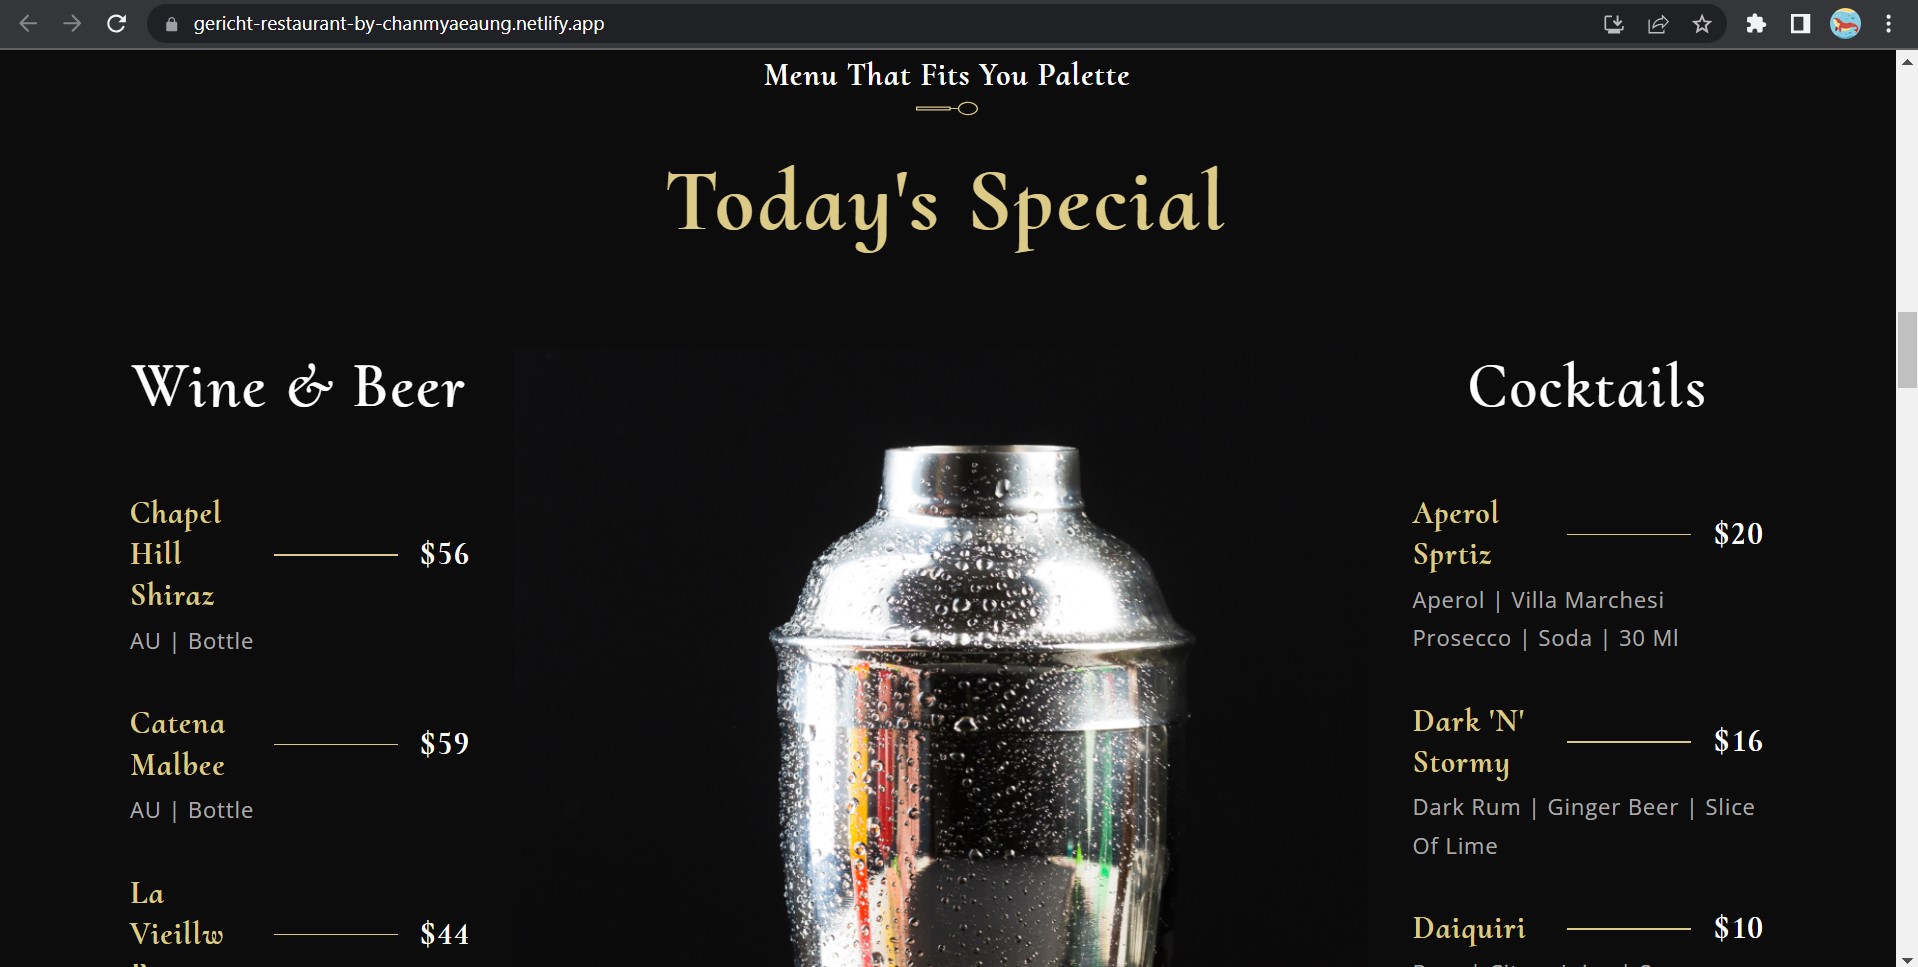 gericht-restaurant-by-chanmyaeaung.netlify.app
Menu That Fits You Palette
Today's Special
Wine & Beer
Chapel
Hill
Shiraz
$56
AU | Bottle
Catena
Malbee
$59
AU | Bottle
La
Vieillw
$44
Cocktails
Aperol
Sprtiz
$20
Aperol | Villa Marchesi
Prosecco | Soda | 30 Ml
Dark 'N'
Stormy
$16
Dark Rum | Ginger Beer | Slice
Of Lime
Daiquiri
$10